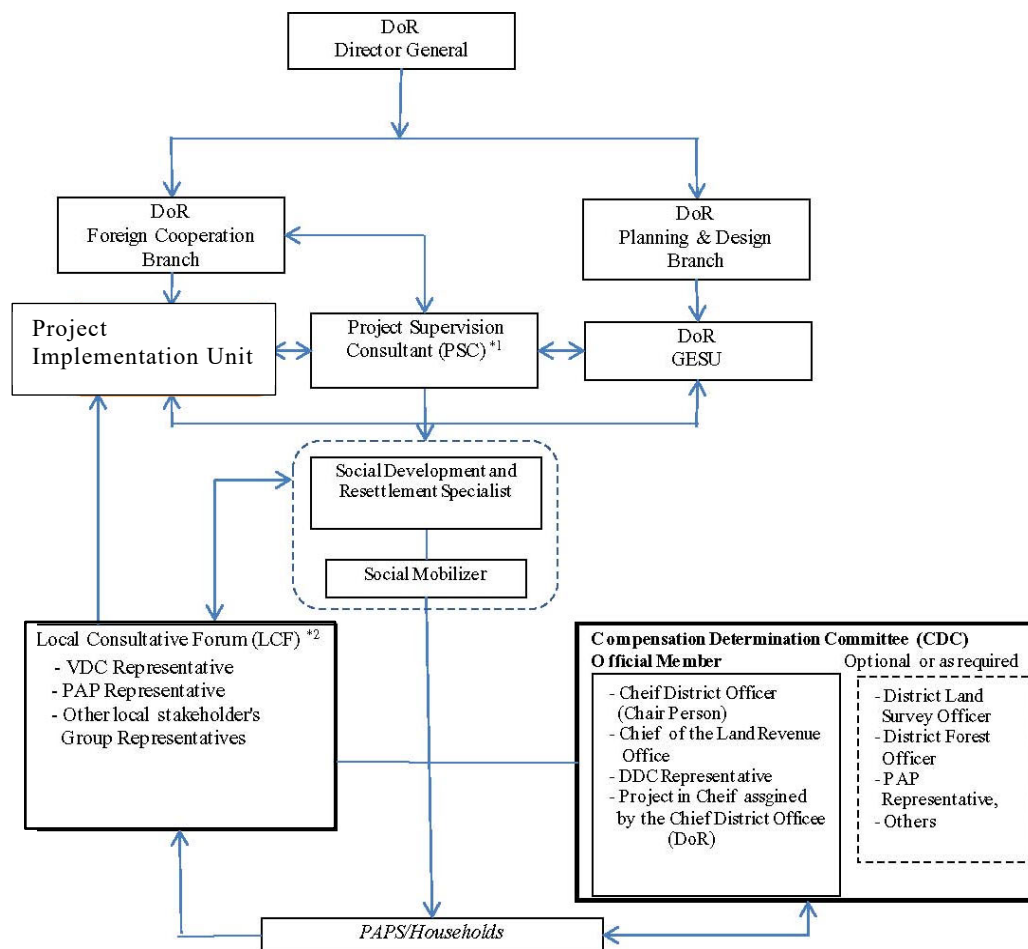 DoR
Director General
DoR
Foreign Cooperation
Branch
DoR
Planning & Design
Branch
Project
Implementation Unit
Project Supervision
Consultant (PSC) *1
DoR
GESU
Social Development and
Resettlement Specialist
Social Mobilizer
Local Consultative Forum (LCF) *2
- VDC Representative
- PAP Representative
- Other local stakeholder's
Group Representatives
Compensation Determination Committee (CDC)
Official Member
- Cheif District Officer
(Chair Person)
- Chief of the Land Revenue
Office
- DDC Representative
- Project in Cheif assgined
by the Chief District Officee
(DoR)
Optional or as required
- District Land
Survey Officer
- District Forest
Officer
- PAP
Representative,
- Others
PAPS/Households